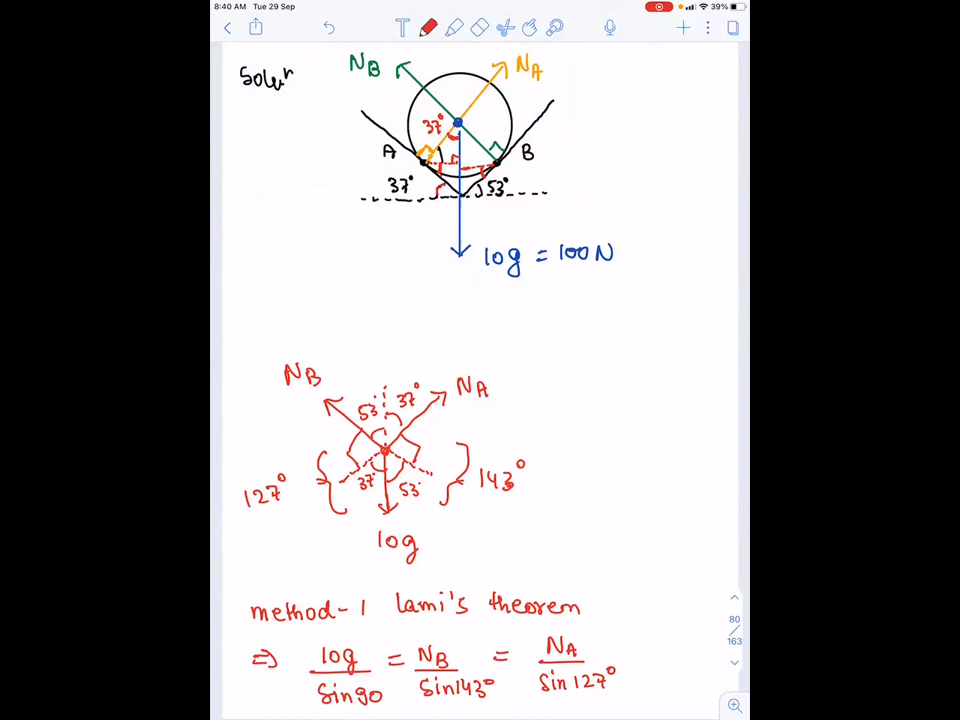 8:40 AM Tue 29 Sep
39%
Soluⁿ
N_B
N_A
37°
A
B
37°
53°
10g = 100N
N_B
N_A
53°
37°
127°
37°
53°
143°
10g
method-1 lami's theorem
⇒ 10g/Sin90 = N_B/Sin143° = N_A/Sin127°
80
/
163